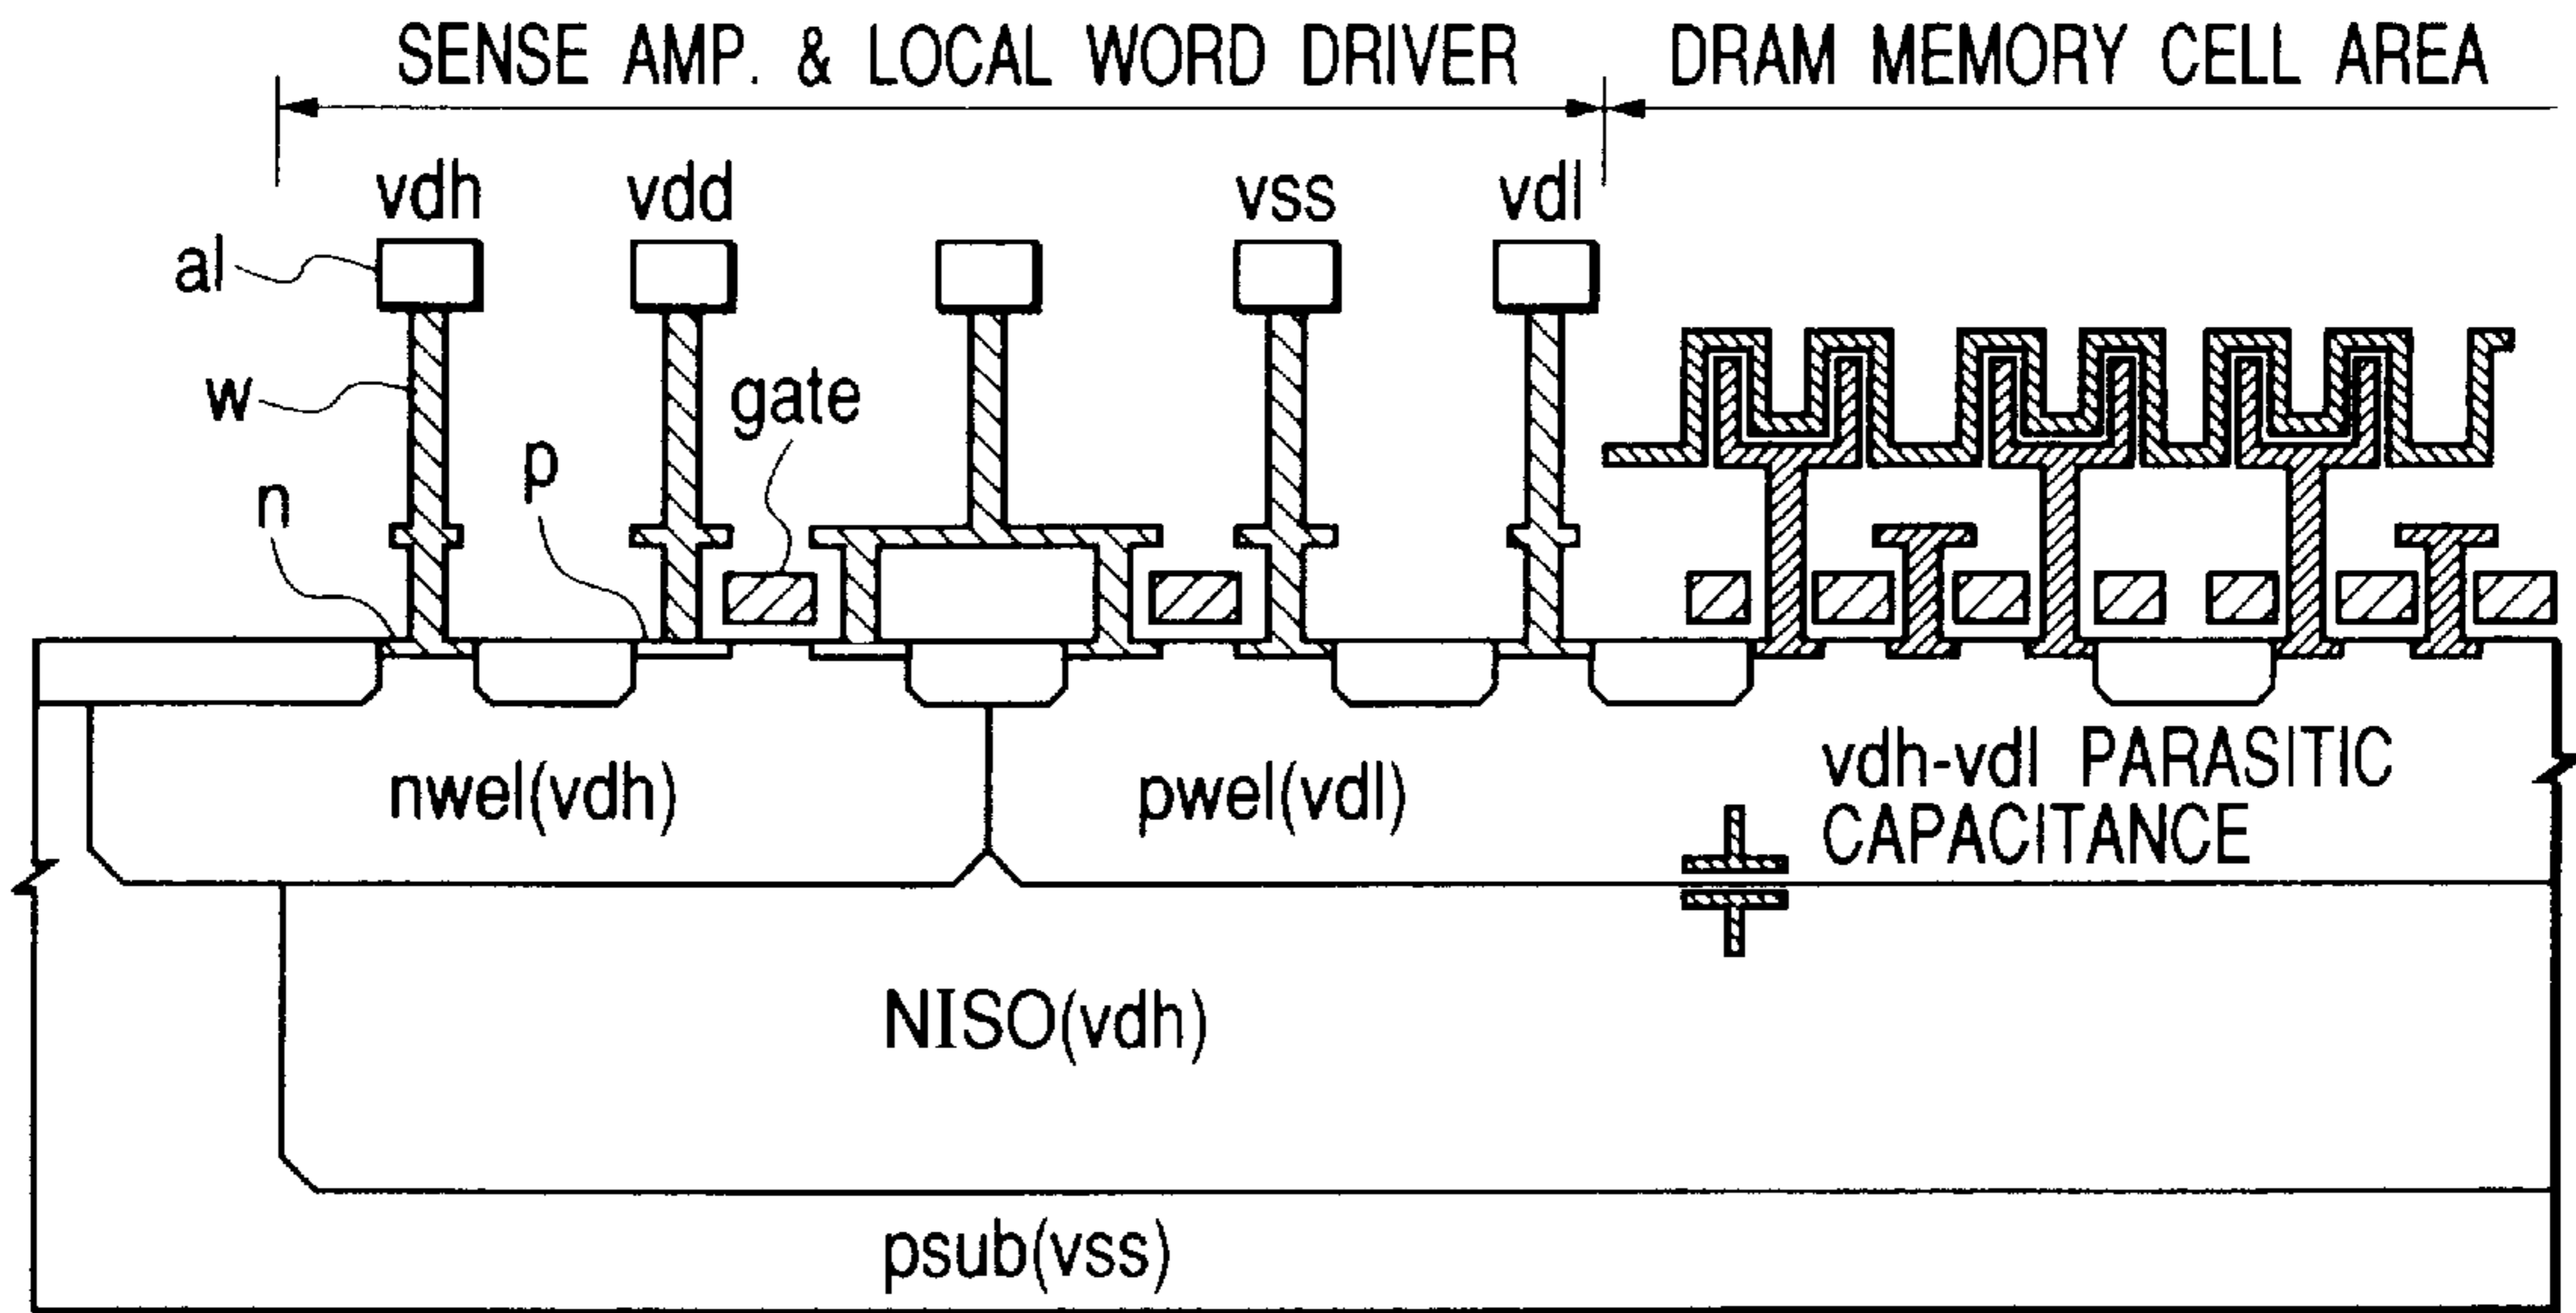 SENSE AMP. & LOCAL WORD DRIVER
DRAM MEMORY CELL AREA
vdh
vdd
vss
vdl
al
w
gate
p
n
nwel(vdh)
pwel(vdl)
vdh-vdl PARASITIC
CAPACITANCE
NISO(vdh)
psub(vss)